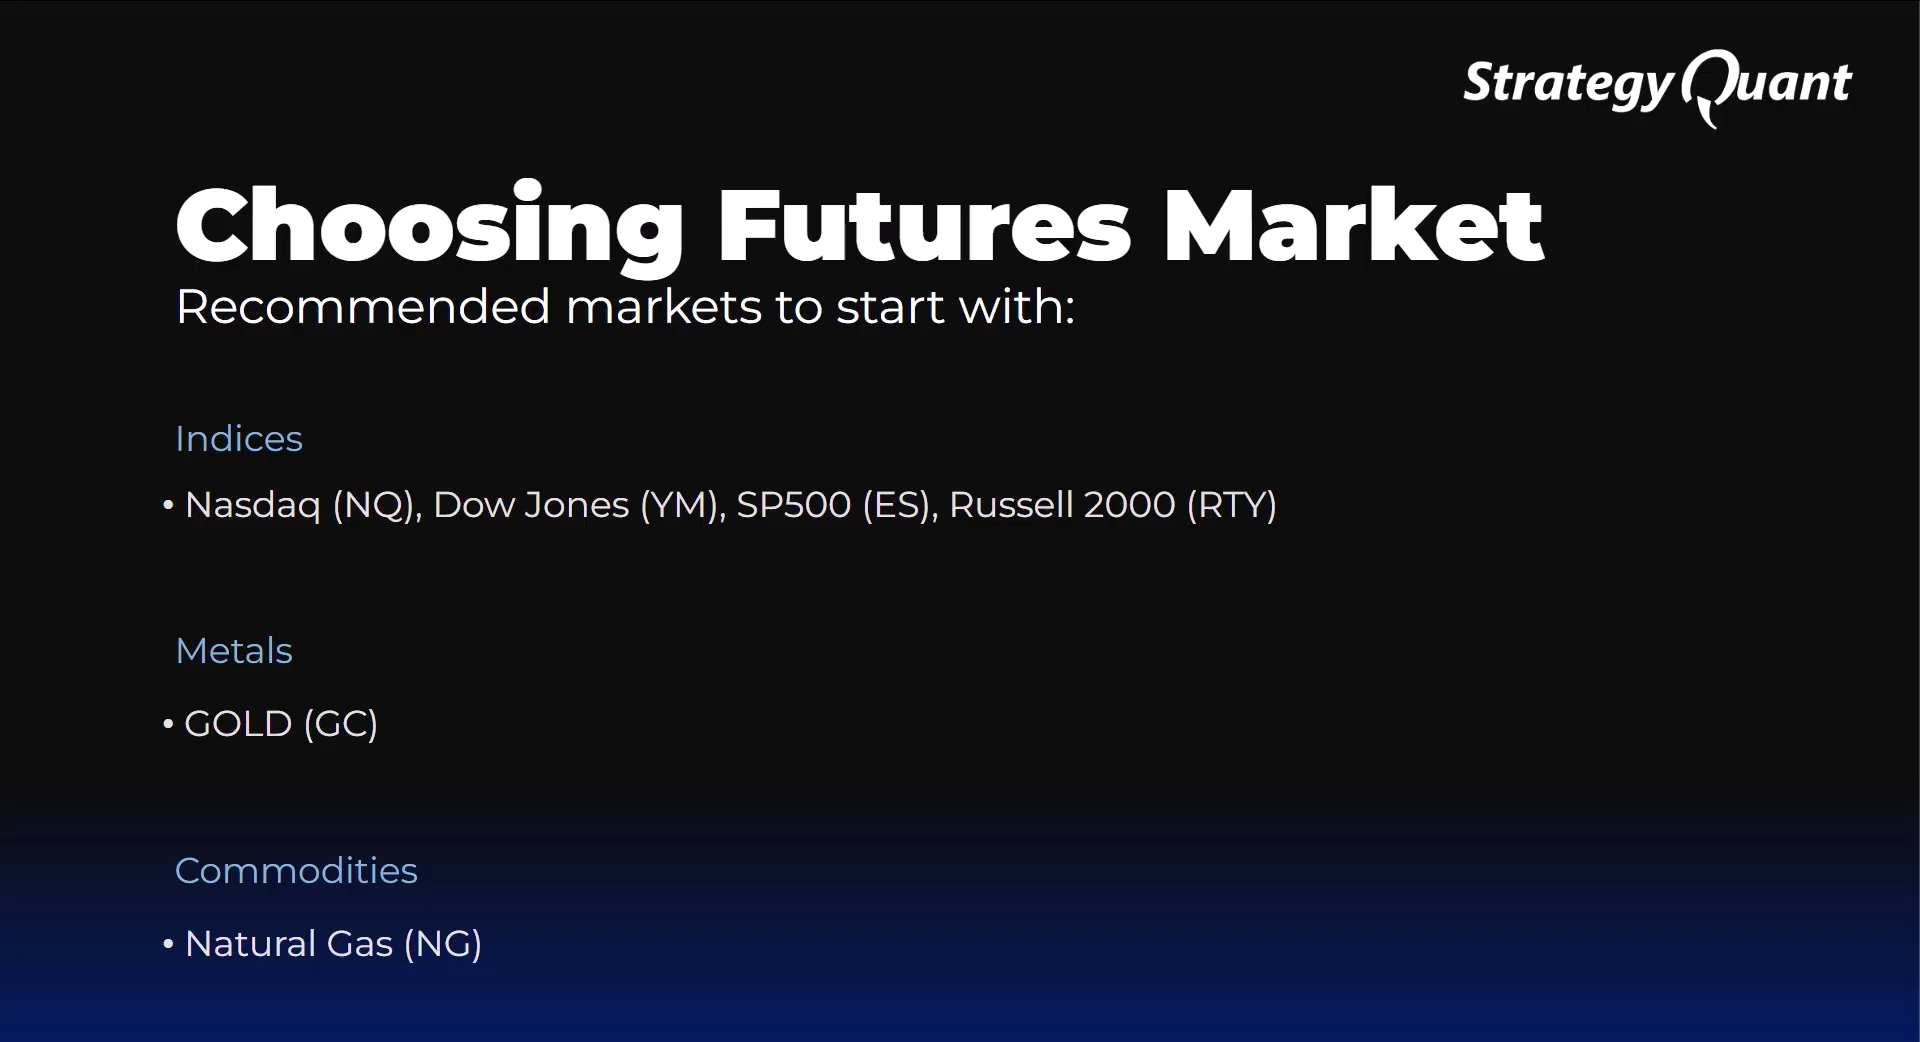 StrategyQuant
Choosing Futures Market
Recommended markets to start with:
Indices
• Nasdaq (NQ), Dow Jones (YM), SP500 (ES), Russell 2000 (RTY)
Metals
• GOLD (GC)
Commodities
• Natural Gas (NG)